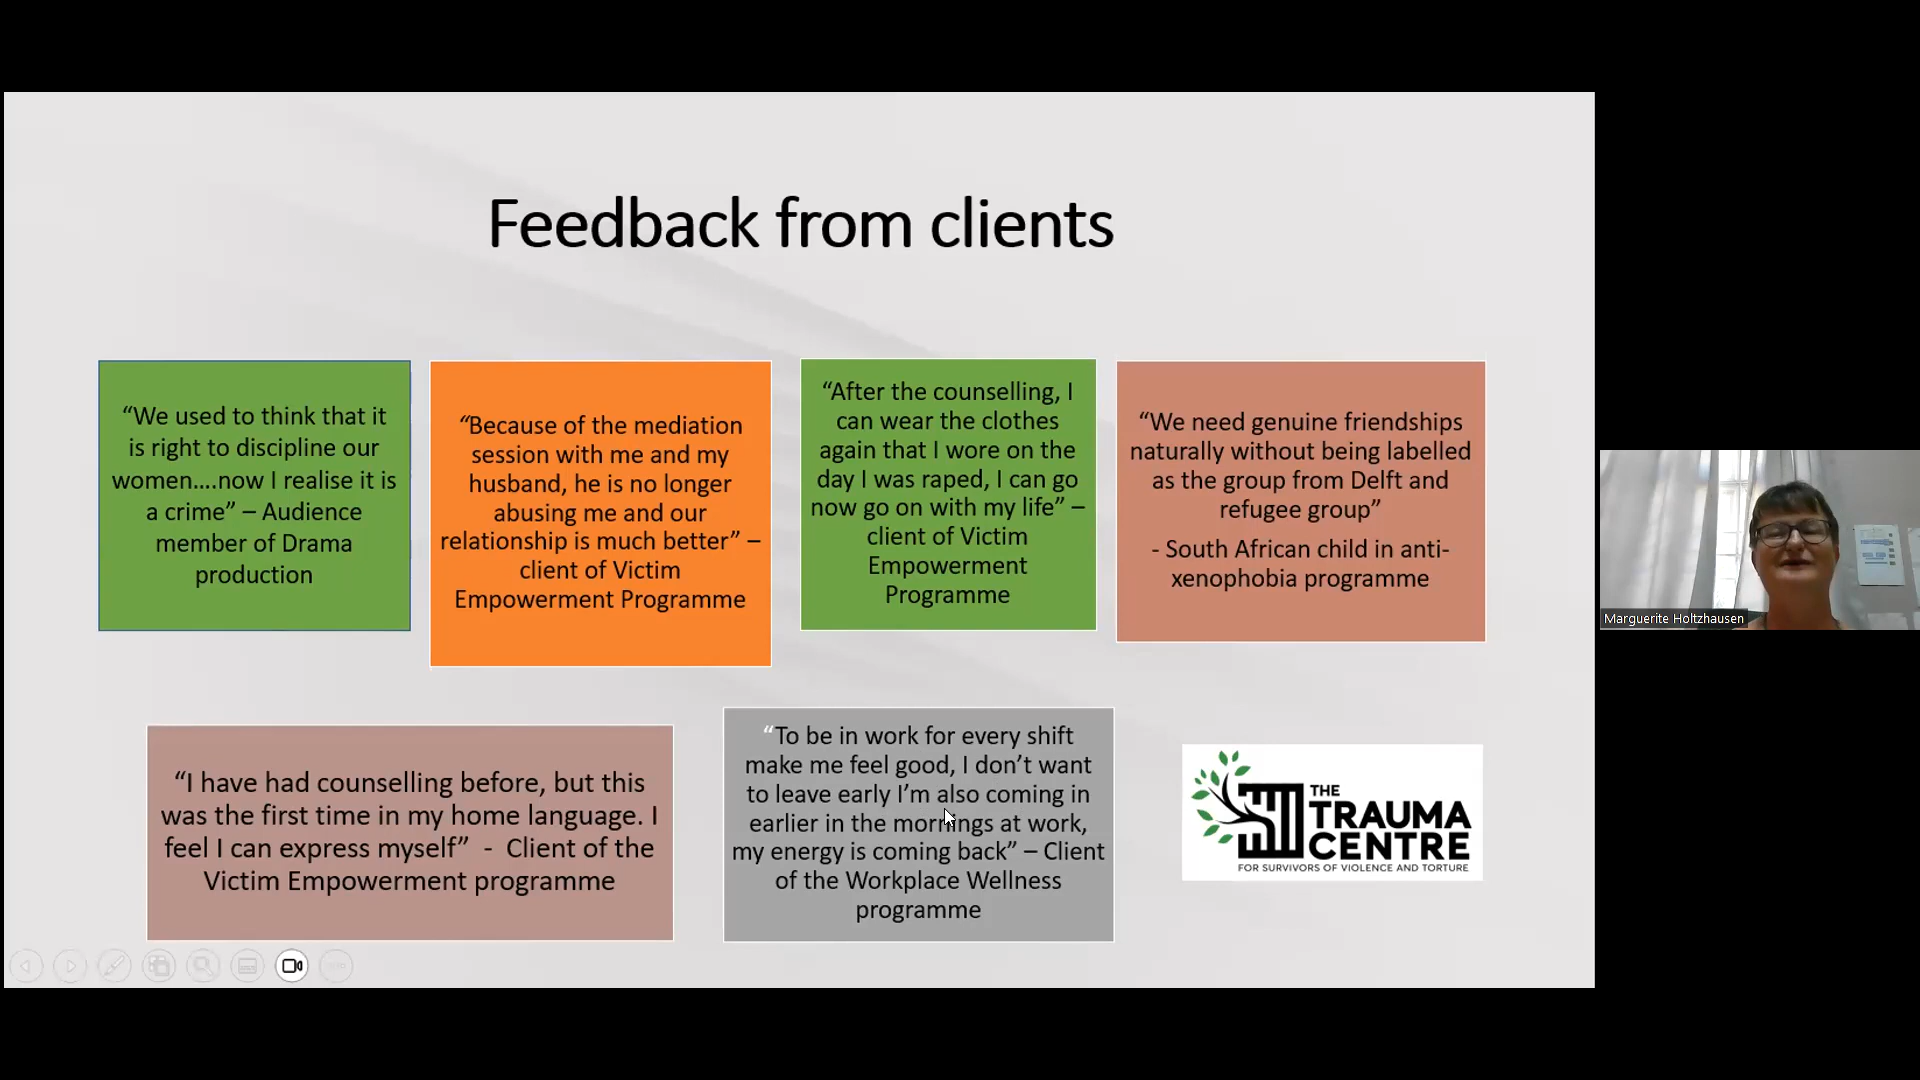 Feedback from clients
“We used to think that it
is right to discipline our
women....now I realise it is
a crime” – Audience
member of Drama
production
“Because of the mediation
session with me and my
husband, he is no longer
abusing me and our
relationship is much better” –
client of Victim
Empowerment Programme
“After the counselling, I
can wear the clothes
again that I wore on the
day I was raped, I can go
now go on with my life” –
client of Victim
Empowerment
Programme
“We need genuine friendships
naturally without being labelled
as the group from Delft and
refugee group”
- South African child in anti-
xenophobia programme
“I have had counselling before, but this
was the first time in my home language. I
feel I can express myself” - Client of the
Victim Empowerment programme
“To be in work for every shift
make me feel good, I don’t want
to leave early I’m also coming in
earlier in the mornings at work,
my energy is coming back” – Client
of the Workplace Wellness
programme
THE
TRAUMA
CENTRE
FOR SURVIVORS OF VIOLENCE AND TORTURE
Marguerite Holtzhausen